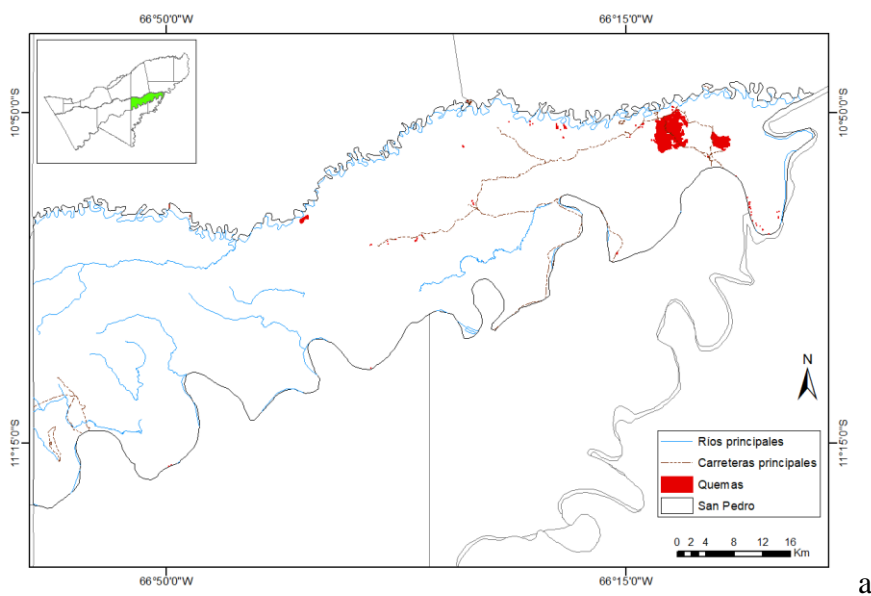 66°50'0"W
66°15'0"W
10°50'0"S
10°50'0"S
N
11°15'0"S
11°15'0"S
Ríos principales
Carreteras principales
Quemas
San Pedro
0 2 4 8 12 16
Km
66°50'0"W
66°15'0"W
a